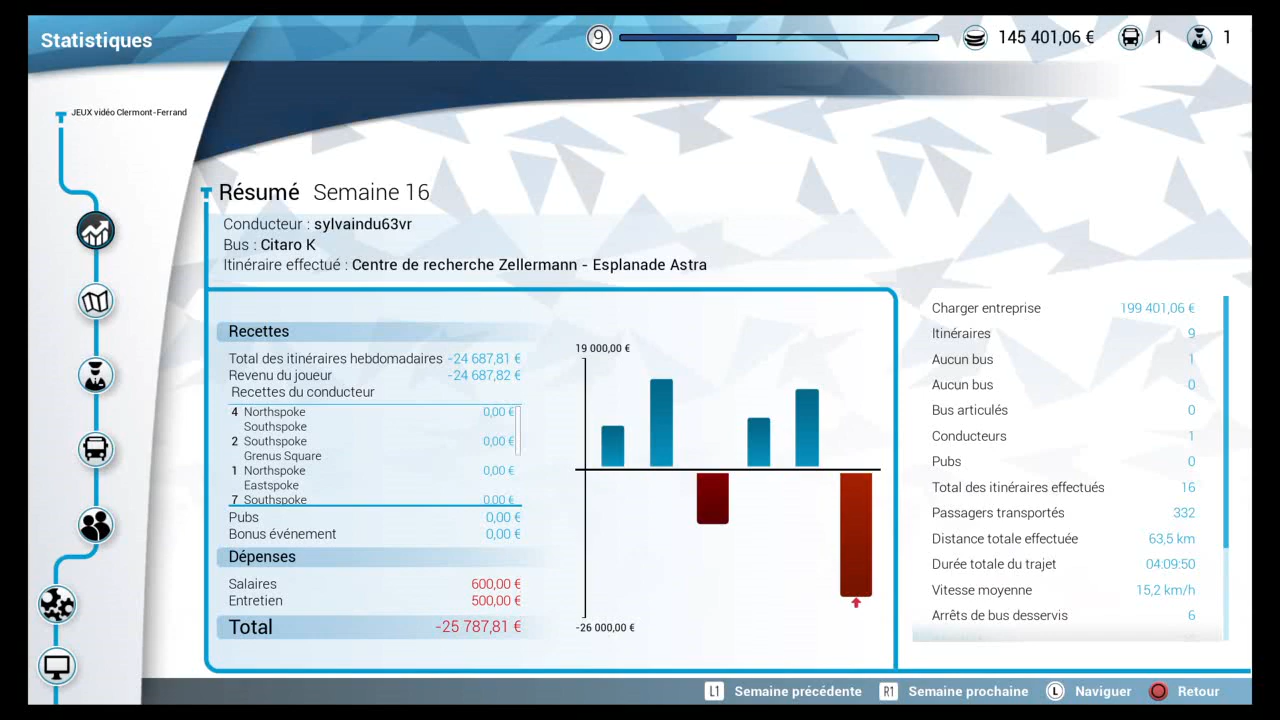 Statistiques
9
145 401,06 €
1
1
JEUX vidéo Clermont-Ferrand
Résumé Semaine 16
Conducteur : sylvaindu63vr
Bus : Citaro K
Itinéraire effectué : Centre de recherche Zellermann - Esplanade Astra
Recettes
Total des itinéraires hebdomadaires -24 687,81 €
Revenu du joueur -24 687,82 €
Recettes du conducteur
4 Northspoke 0,00 €
Southspoke
2 Southspoke 0,00 €
Grenus Square
1 Northspoke 0,00 €
Eastspoke
7 Southspoke 0,00 €
Pubs 0,00 €
Bonus événement 0,00 €
Dépenses
Salaires 600,00 €
Entretien 500,00 €
Total -25 787,81 €
19 000,00 €
-26 000,00 €
Charger entreprise 199 401,06 €
Itinéraires 9
Aucun bus 1
Aucun bus 0
Bus articulés 0
Conducteurs 1
Pubs 0
Total des itinéraires effectués 16
Passagers transportés 332
Distance totale effectuée 63,5 km
Durée totale du trajet 04:09:50
Vitesse moyenne 15,2 km/h
Arrêts de bus desservis 6
L1 Semaine précédente R1 Semaine prochaine L Naviguer Retour